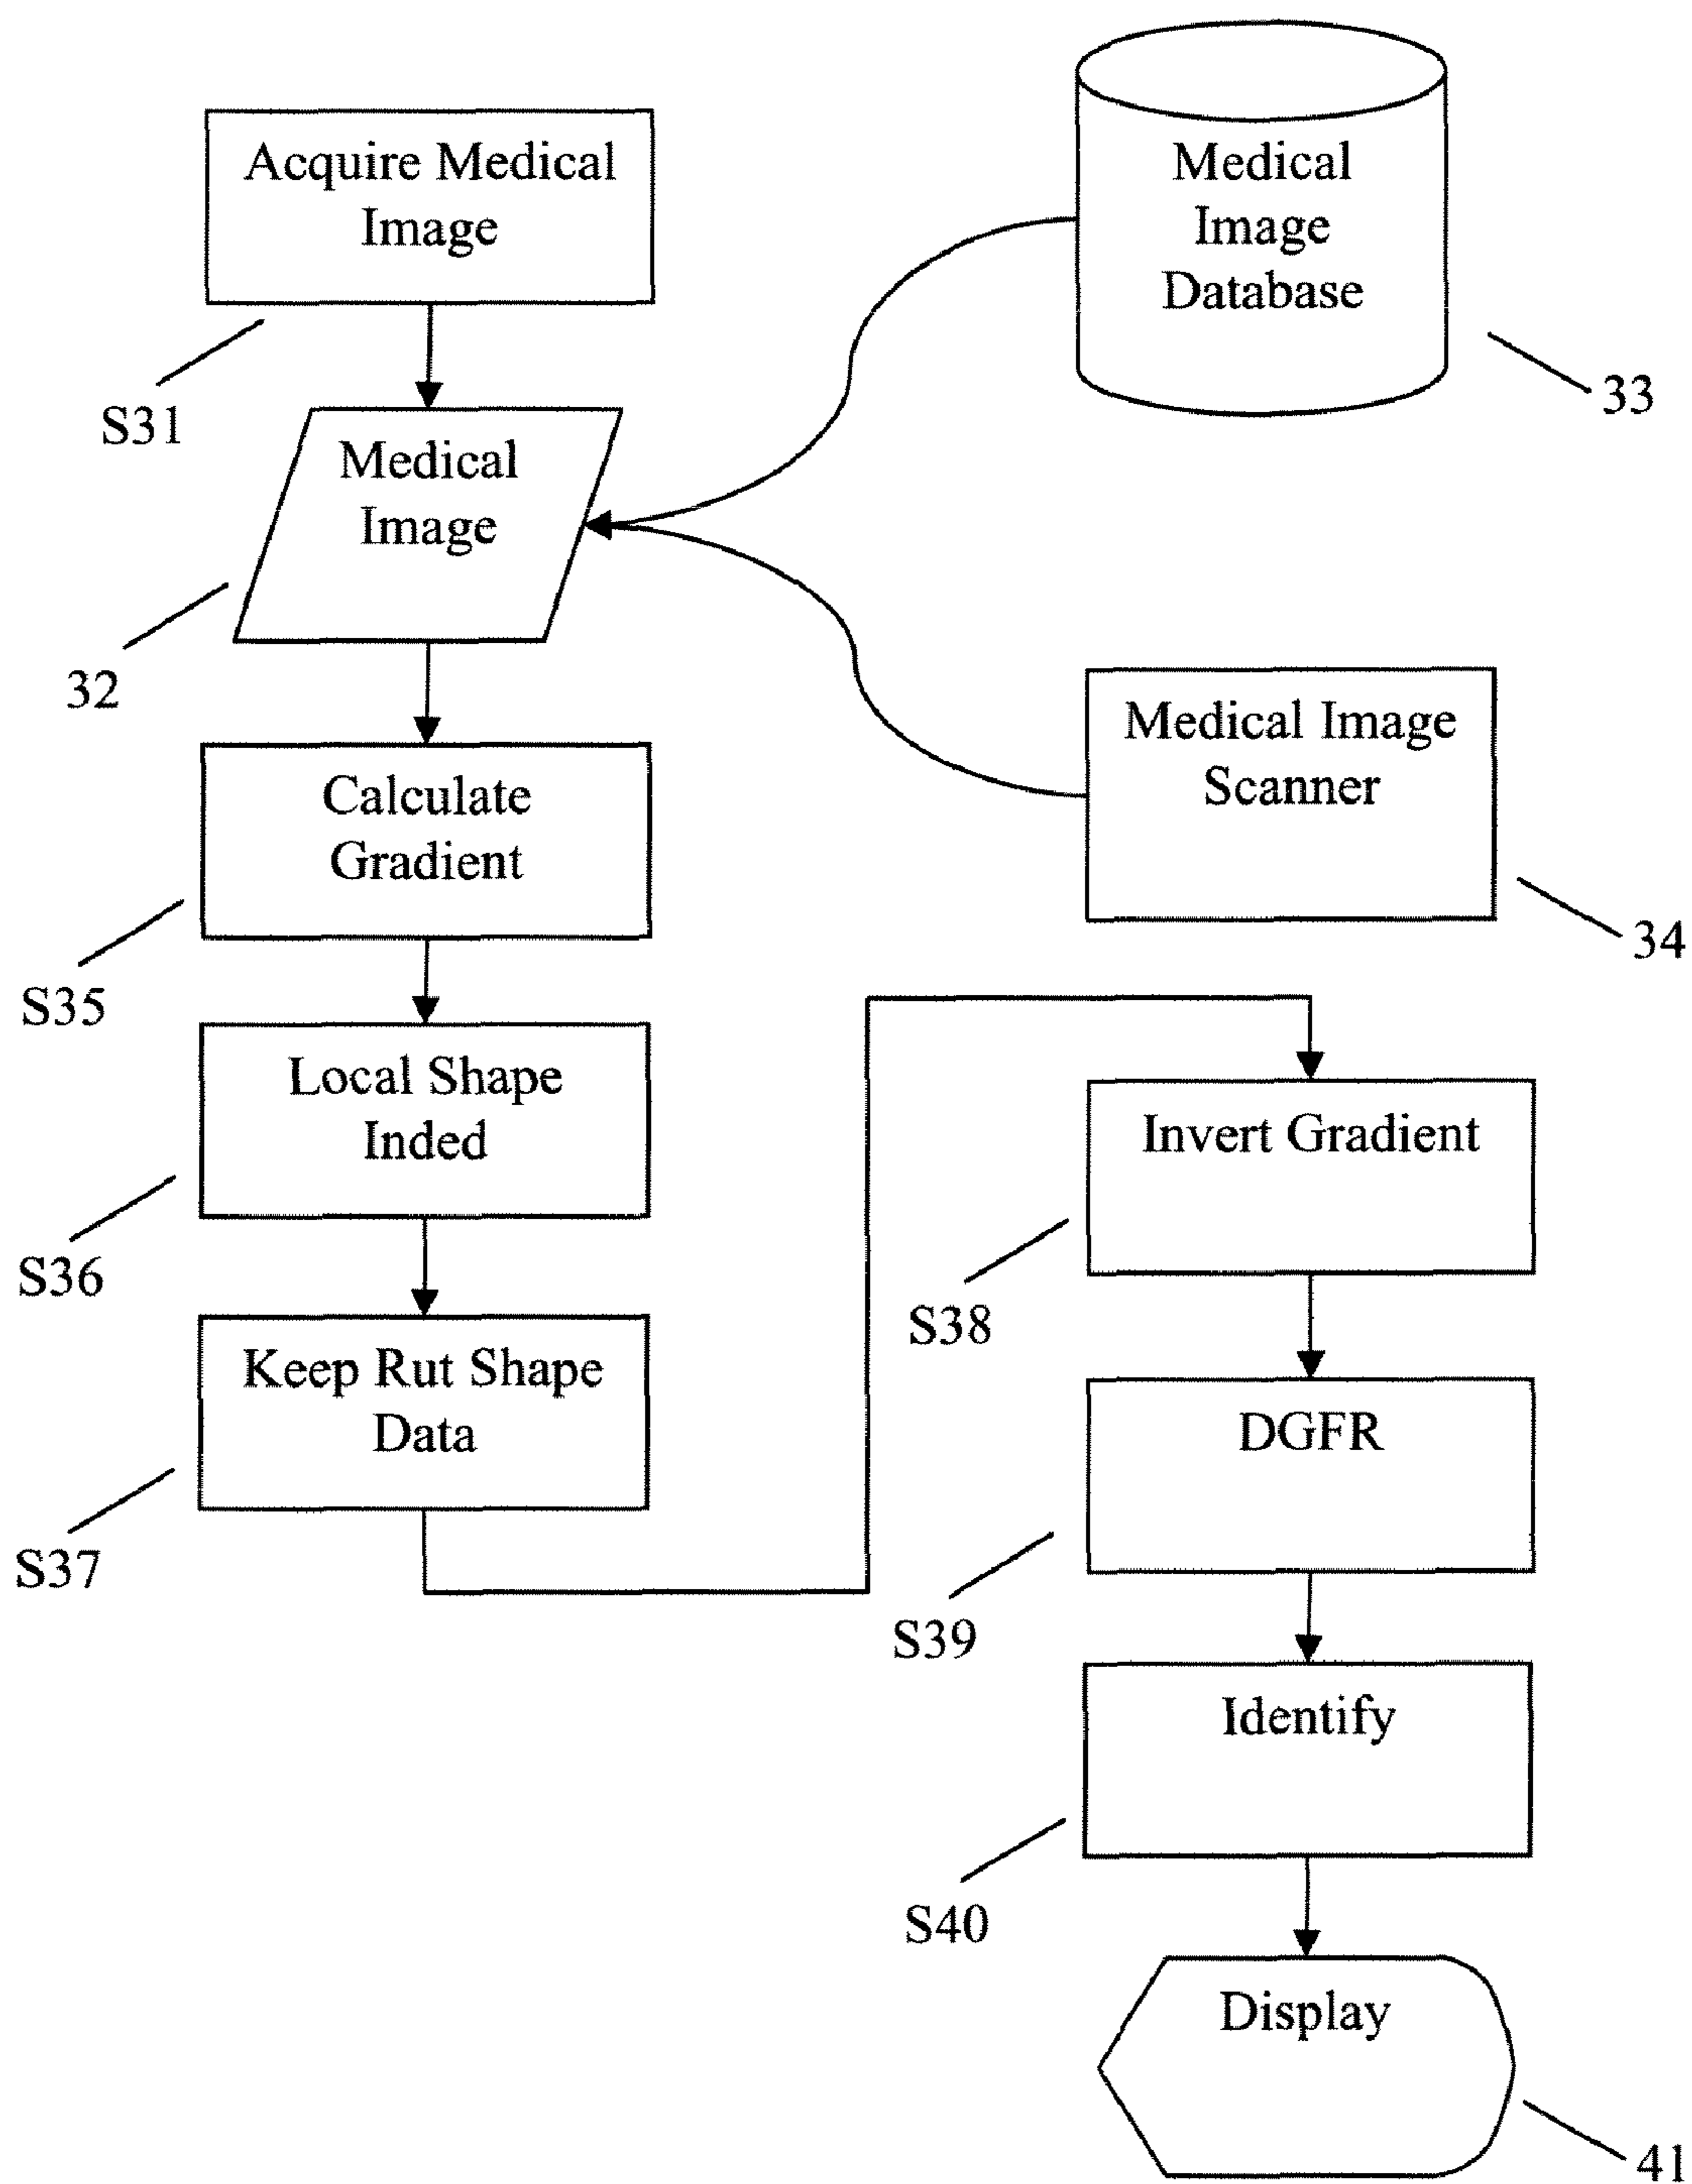 Acquire Medical
Image
S31
Medical
Image
Database
33
Medical
Image
32
Medical Image
Scanner
34
Calculate
Gradient
S35
Local Shape
Inded
S36
Keep Rut Shape
Data
S37
Invert Gradient
S38
DGFR
S39
Identify
S40
Display
41